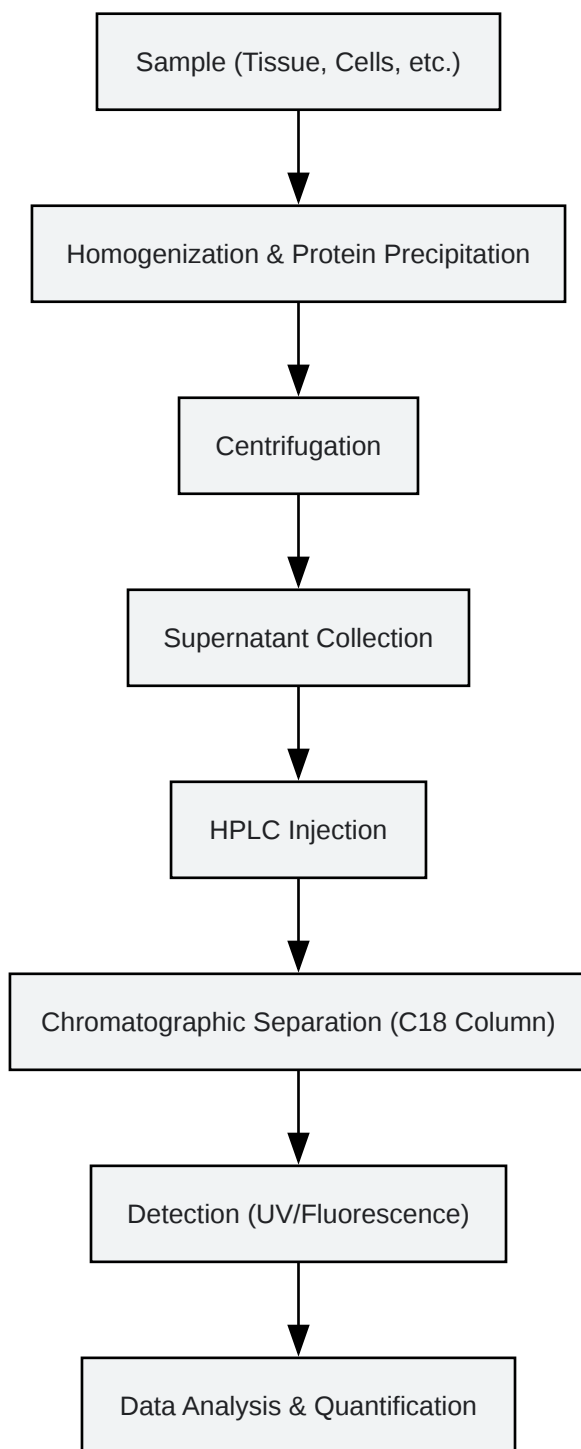 Sample (Tissue, Cells, etc.)
Homogenization & Protein Precipitation
Centrifugation
Supernatant Collection
HPLC Injection
Chromatographic Separation (C18 Column)
Detection (UV/Fluorescence)
Data Analysis & Quantification